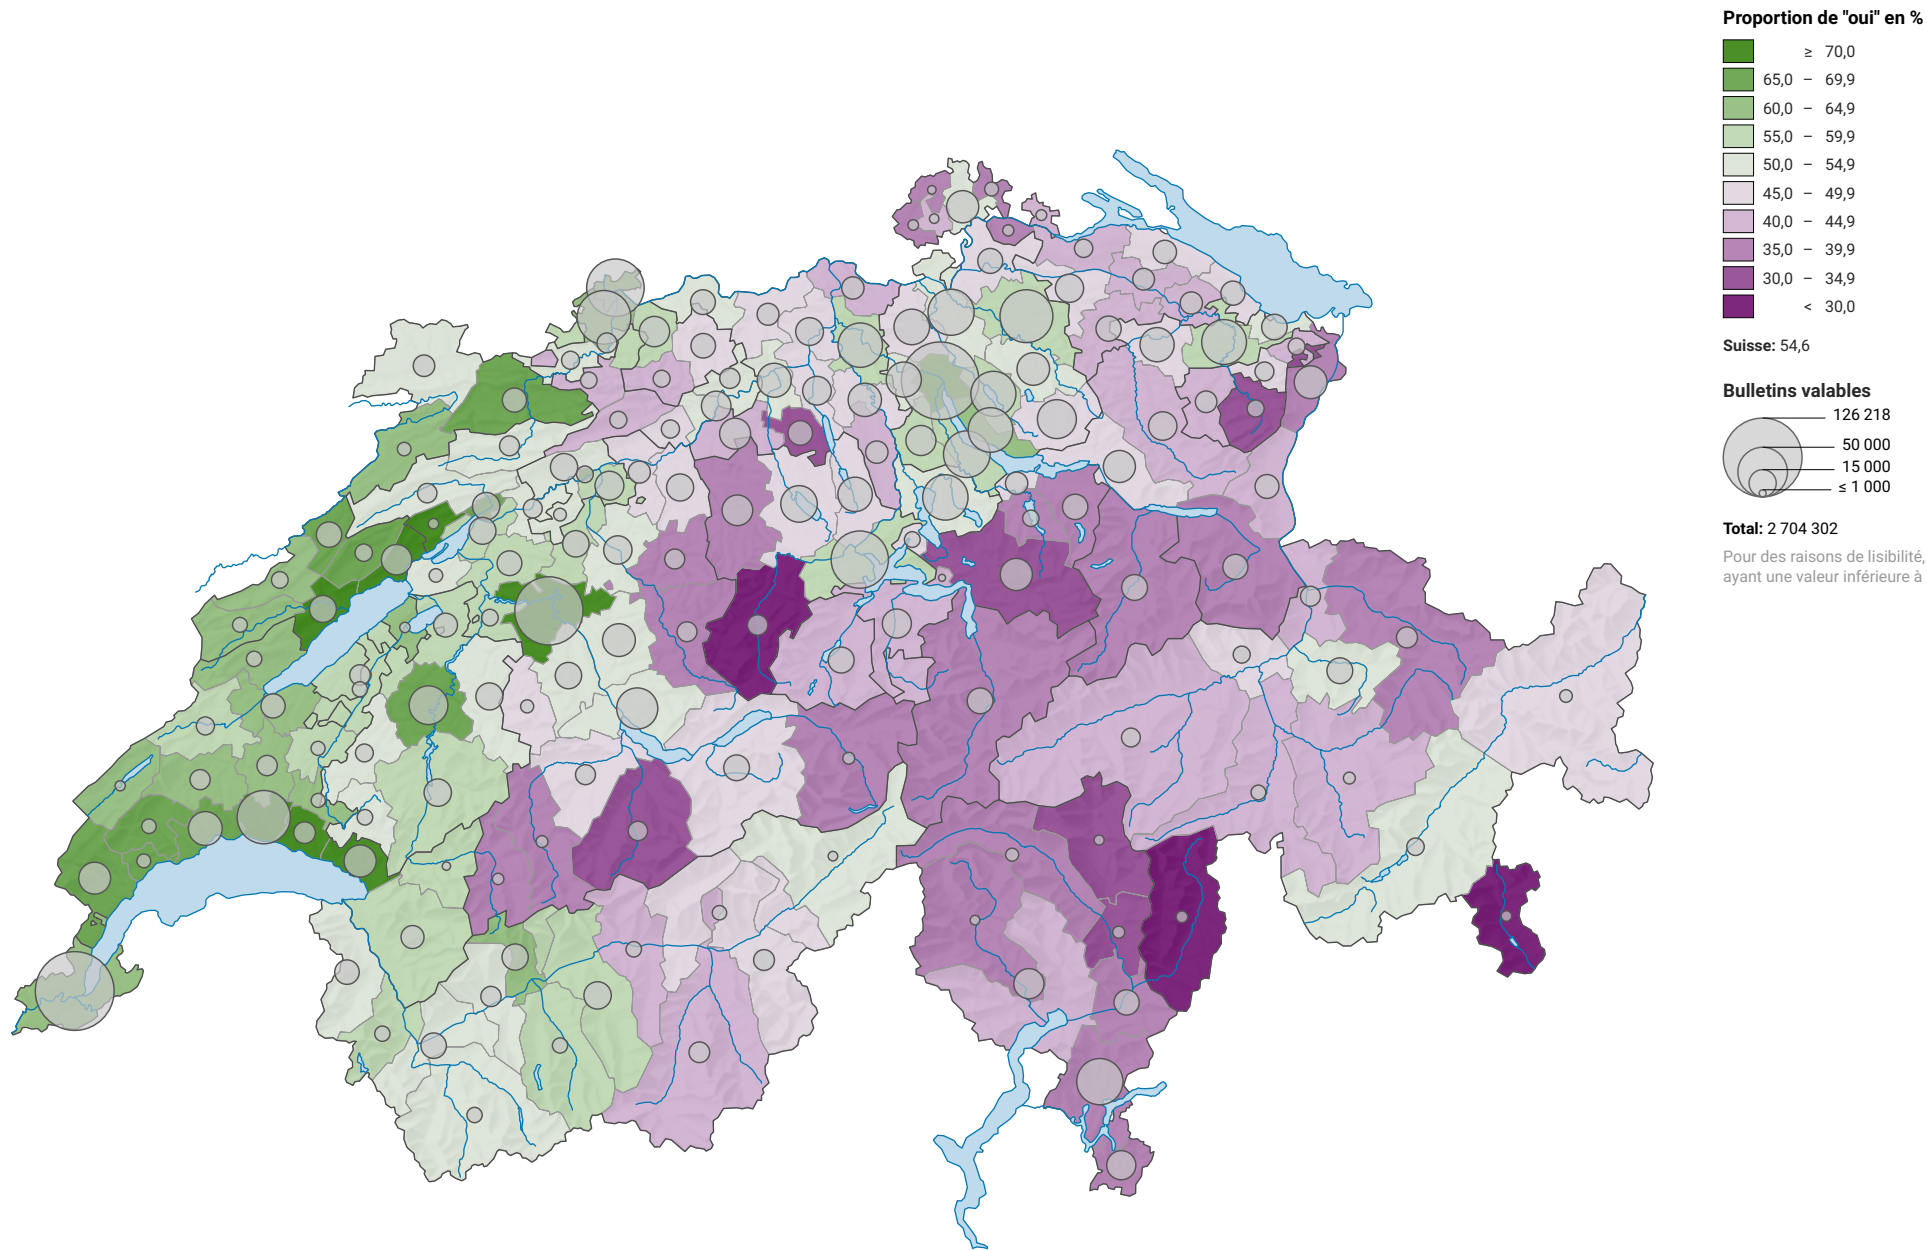 Proportion de "oui" en %
≥ 70,0
65,0 – 69,9
60,0 – 64,9
55,0 – 59,9
50,0 – 54,9
45,0 – 49,9
40,0 – 44,9
35,0 – 39,9
30,0 – 34,9
< 30,0
Suisse: 54,6
Bulletins valables
126 218
50 000
15 000
≤ 1 000
Total: 2 704 302
Pour des raisons de lisibilité,
ayant une valeur inférieure à